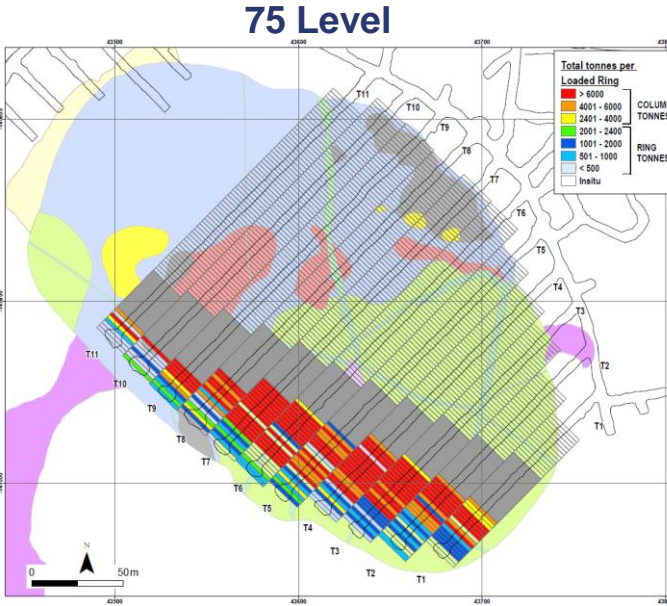 75 Level
43500
43600
43700
Total tonnes per
Loaded Ring
> 6000
4001 - 6000
2401 - 4000
2001 - 2400
1001 - 2000
501 - 1000
< 500
Insitu
COLUM
TONNES
RING
TONNES
T11
T10
T9
T8
T7
T6
T5
T4
T3
T2
T1
T11
T10
T9
T8
T7
T6
T5
T4
T3
T2
T1
N
0 50m
43500
43600
43700